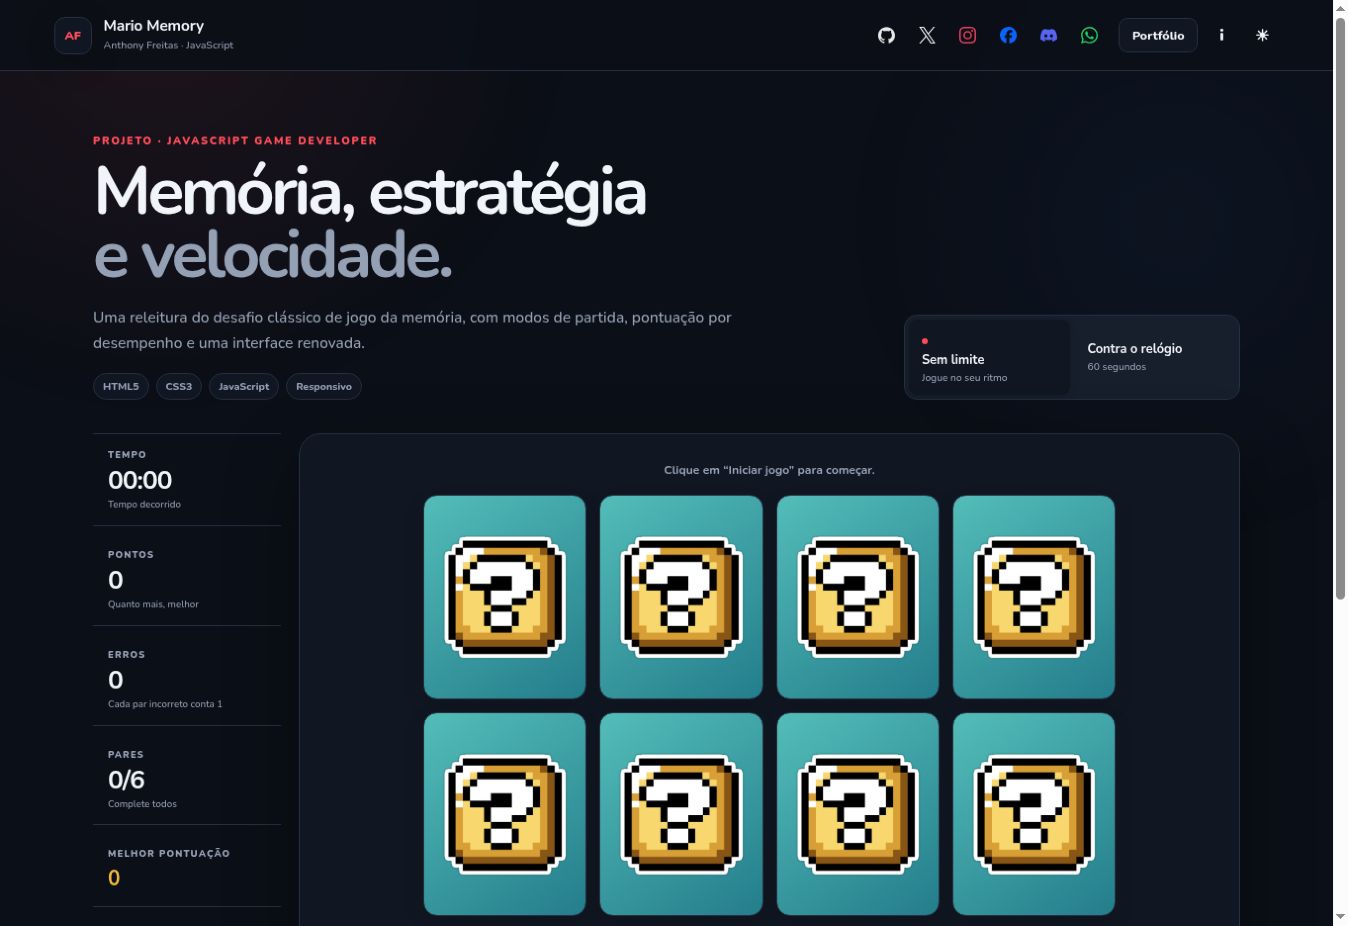 AF
Mario Memory
Anthony Freitas · JavaScript
Portfólio
PROJETO · JAVASCRIPT GAME DEVELOPER
Memória, estratégia
e velocidade.
Uma releitura do desafio clássico de jogo da memória, com modos de partida, pontuação por
desempenho e uma interface renovada.
HTML5
CSS3
JavaScript
Responsivo
Sem limite
Jogue no seu ritmo
Contra o relógio
60 segundos
TEMPO
00:00
Tempo decorrido
PONTOS
0
Quanto mais, melhor
ERROS
0
Cada par incorreto conta 1
PARES
0/6
Complete todos
MELHOR PONTUAÇÃO
0
Clique em “Iniciar jogo” para começar.
? ? ? ?
? ? ? ?